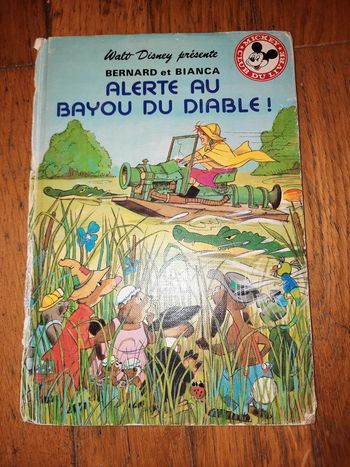 Walt Disney présente
BERNARD et BIANCA
ALERTE AU
BAYOU DU DIABLE !
MICKEY
CLUB DU LIVRE